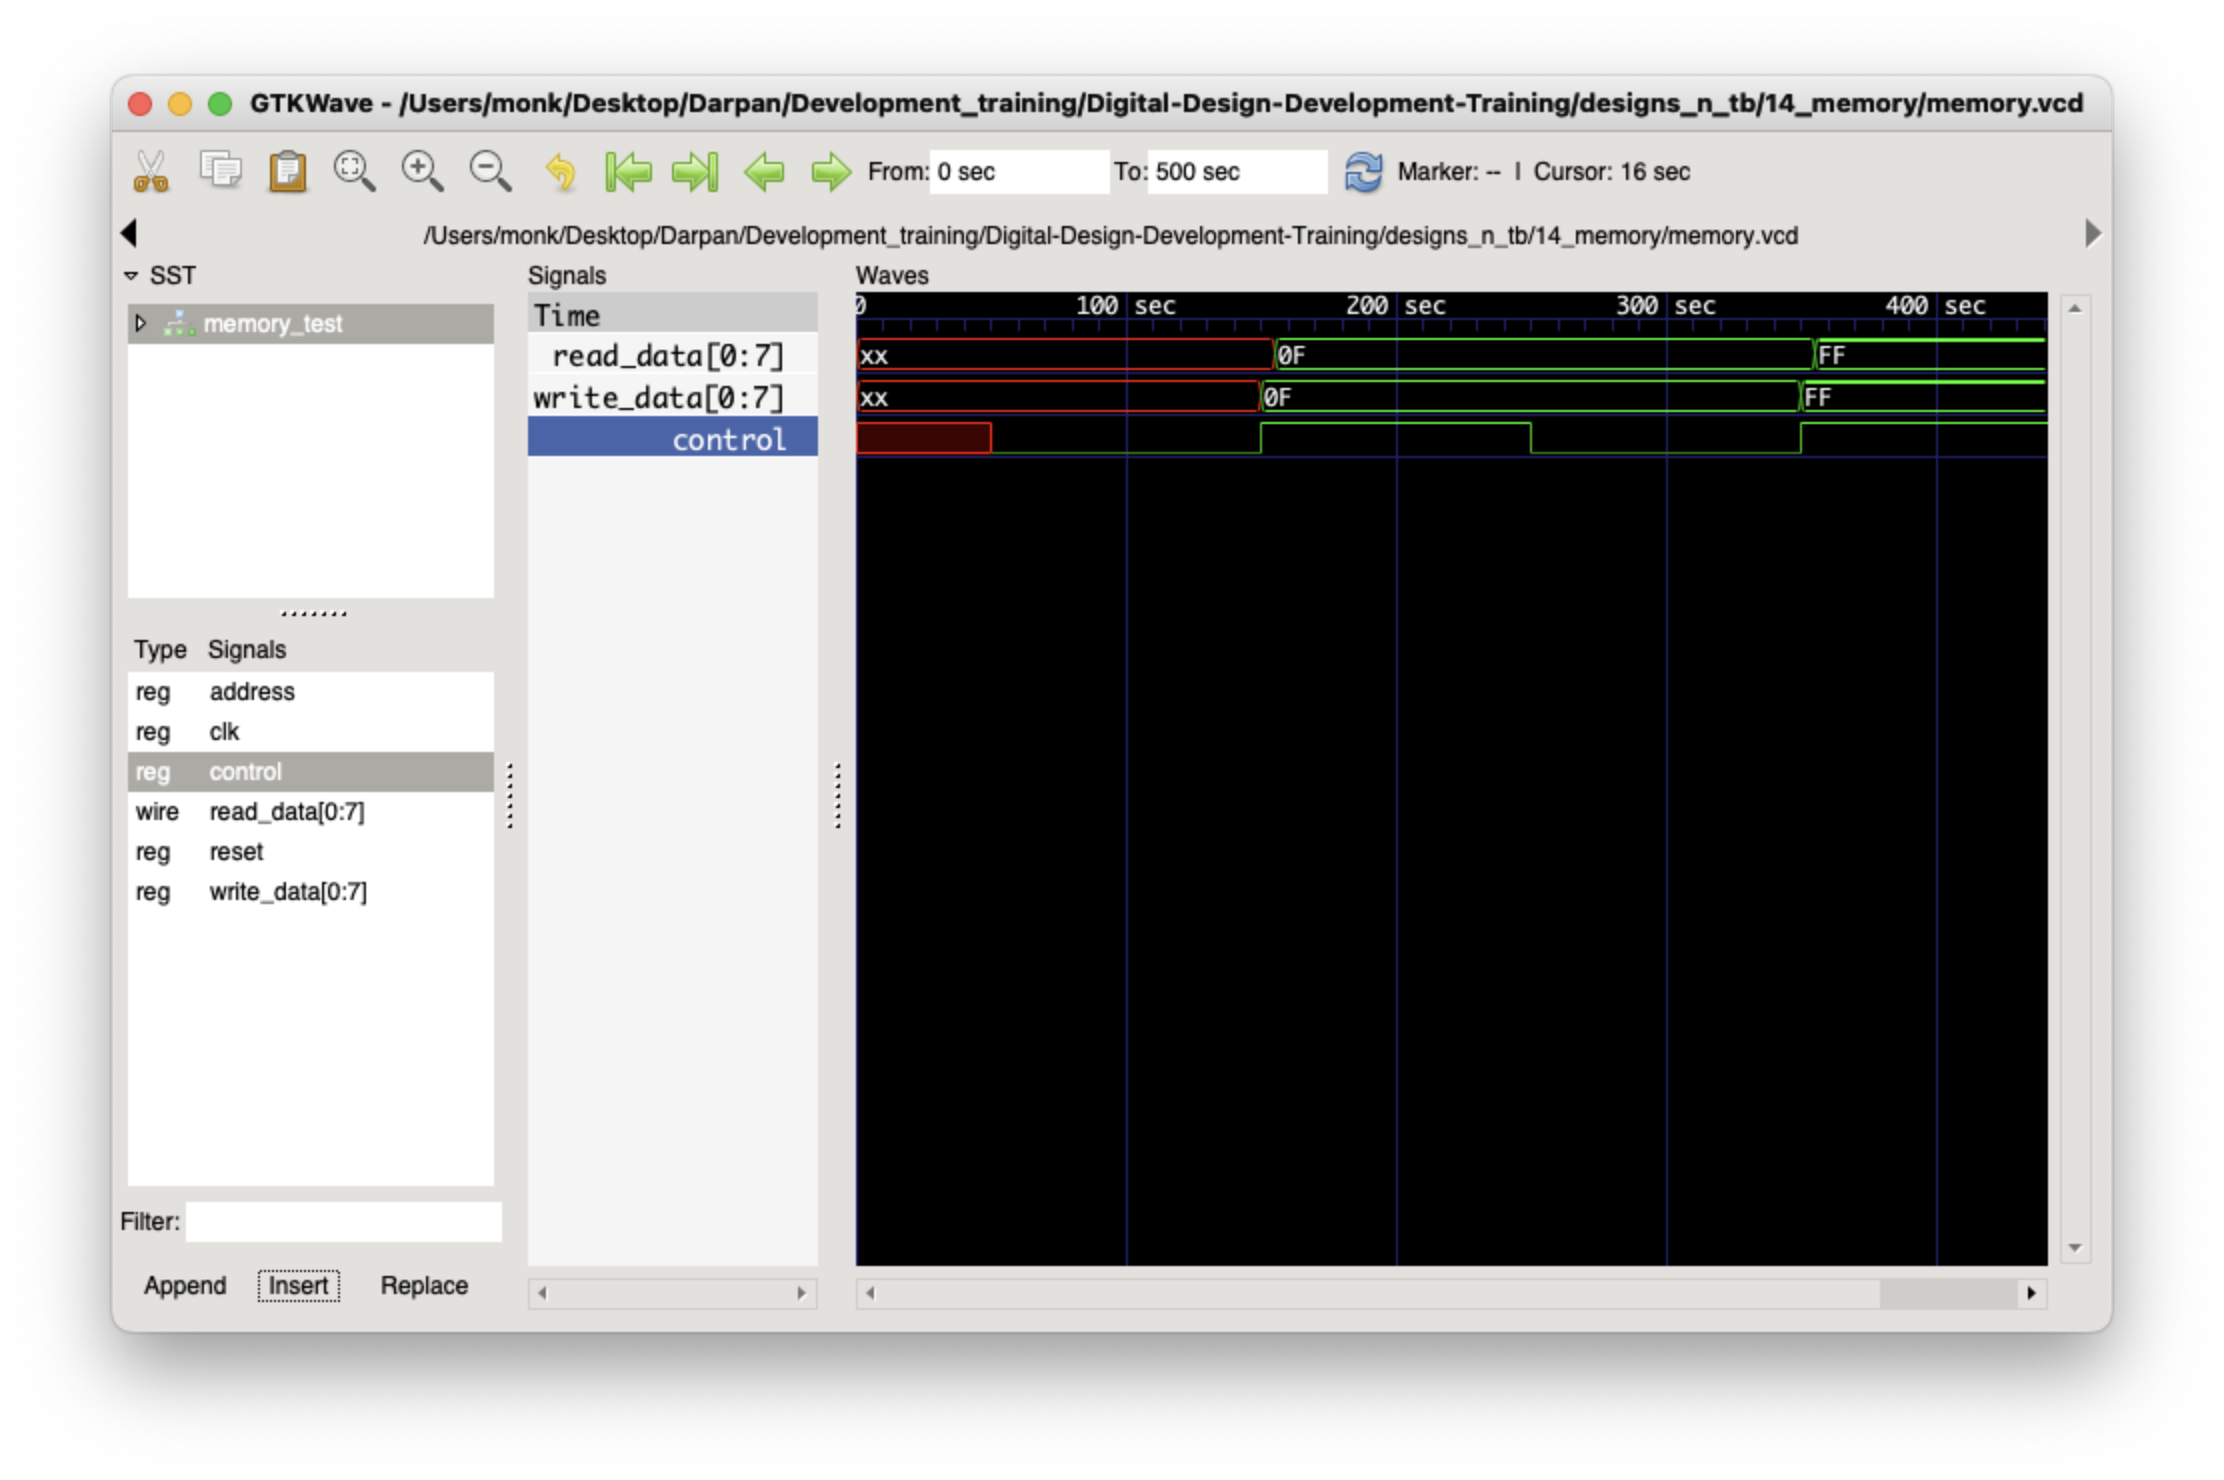 GTKWave - /Users/monk/Desktop/Darpan/Development_training/Digital-Design-Development-Training/designs_n_tb/14_memory/memory.vcd
From: 0 sec To: 500 sec Marker: -- | Cursor: 16 sec
/Users/monk/Desktop/Darpan/Development_training/Digital-Design-Development-Training/designs_n_tb/14_memory/memory.vcd
SST
memory_test
Type Signals
reg address
reg clk
reg control
wire read_data[0:7]
reg reset
reg write_data[0:7]
Filter:
Append Insert Replace
Signals
Time
read_data[0:7]
write_data[0:7]
control
Waves
0 100 sec 200 sec 300 sec 400 sec
xx 0F FF
xx 0F FF